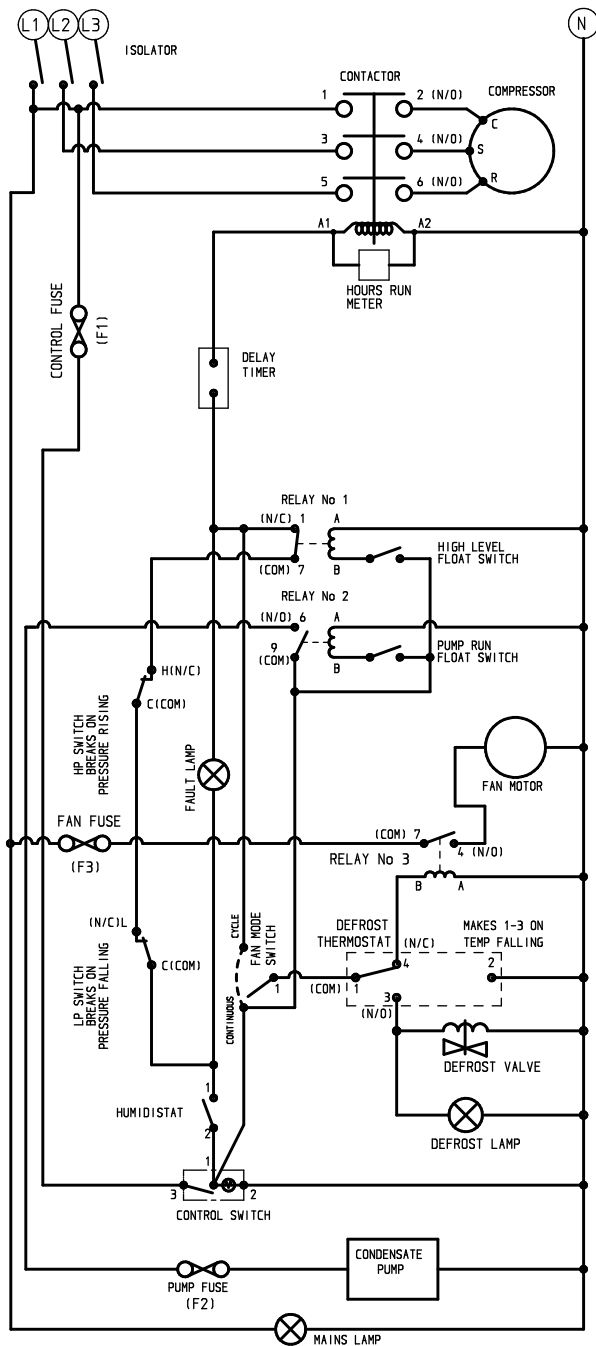 L1 L2 L3 N
ISOLATOR
CONTACTOR
COMPRESSOR
1 2 (N/O)
C
3 4 (N/O)
S
5 6 (N/O)
R
A1 A2
HOURS RUN
METER
CONTROL FUSE
(F1)
DELAY
TIMER
RELAY No 1
(N/C) 1 A
(COM) 7 B
HIGH LEVEL
FLOAT SWITCH
RELAY No 2
(N/O) 6 A
9
(COM) B
PUMP RUN
FLOAT SWITCH
H(N/C)
C(COM)
HP SWITCH
BREAKS ON
PRESSURE RISING
FAULT LAMP
FAN MOTOR
FAN FUSE
(F3)
(COM) 7
4 (N/O)
RELAY No 3
B A
(N/C)L
C(COM)
LP SWITCH
BREAKS ON
PRESSURE FALLING
CYCLE
FAN MODE
SWITCH
CONTINUOUS
1
DEFROST
THERMOSTAT
(N/C)
4
MAKES 1-3 ON
TEMP FALLING
2
(COM) 1
3
(N/O)
DEFROST VALVE
DEFROST LAMP
HUMIDISTAT
1
2
1
3 2
CONTROL SWITCH
PUMP FUSE
(F2)
CONDENSATE
PUMP
MAINS LAMP